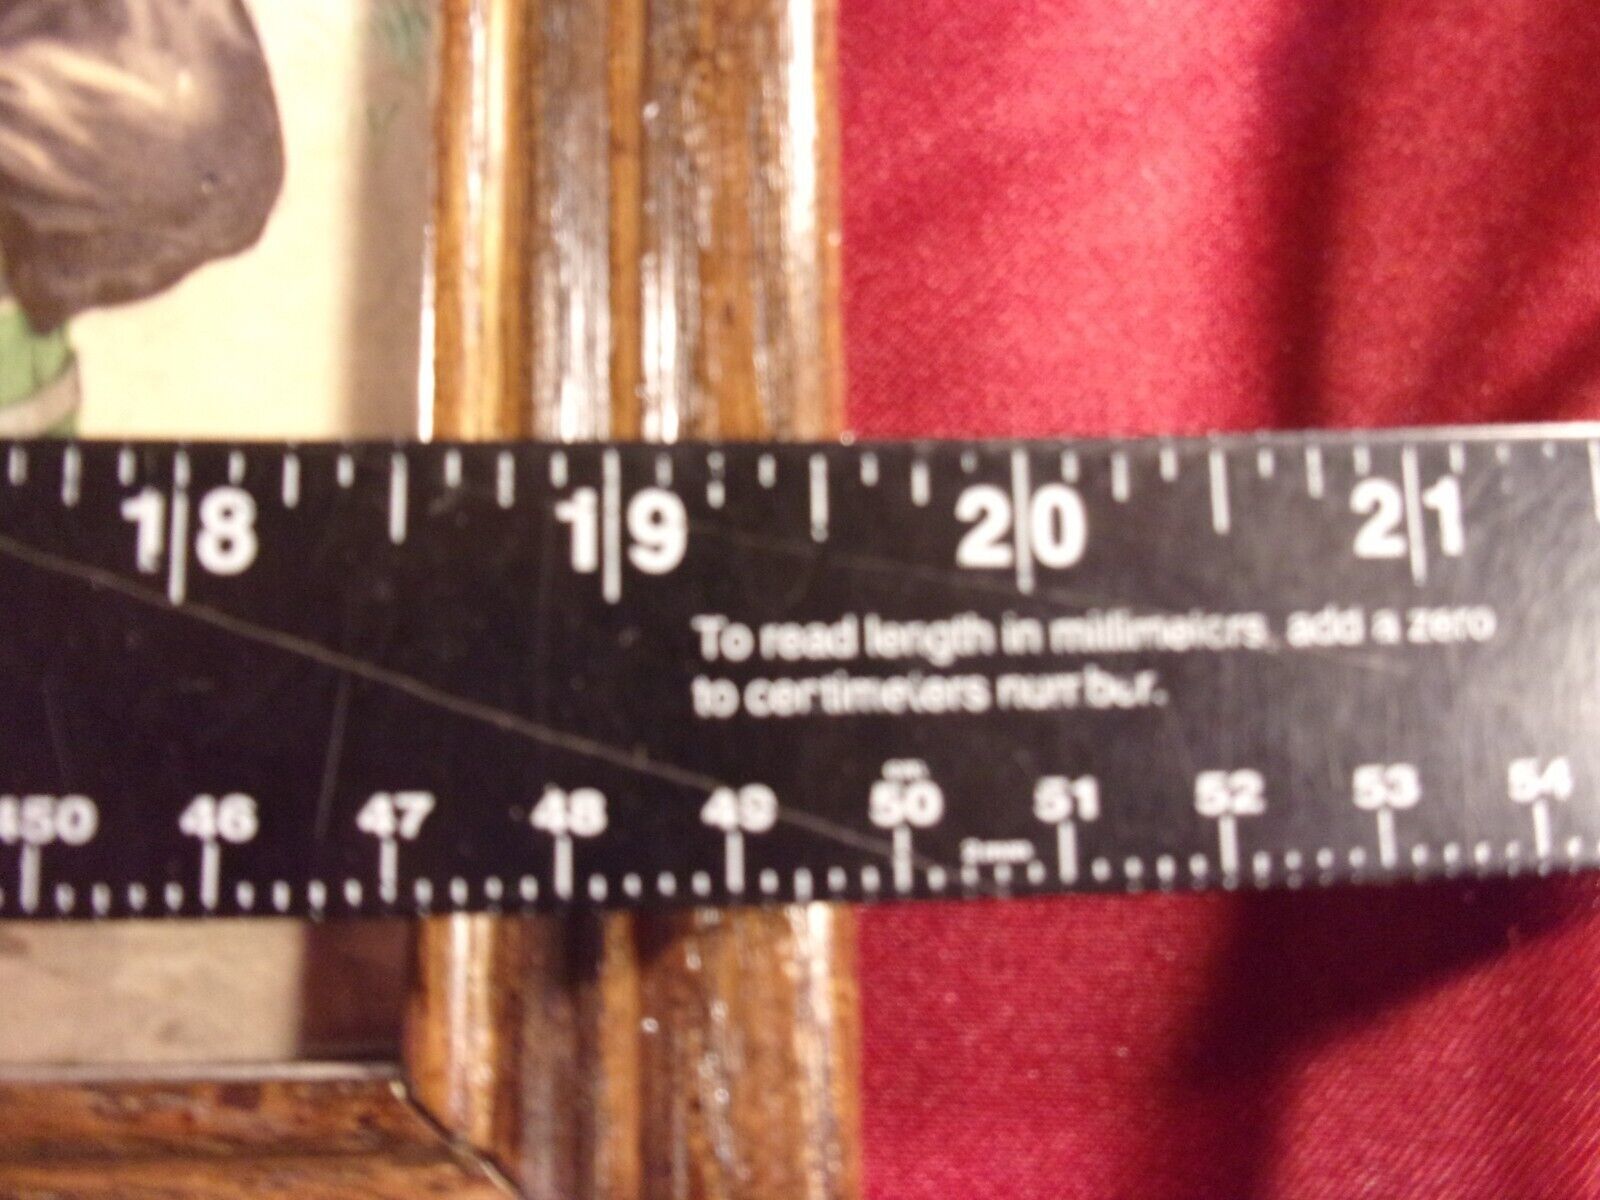 18 19 20 21
To read length in millimeters, add a zero
to centimeters number.
cm
450 46 47 48 49 50 51 52 53 54